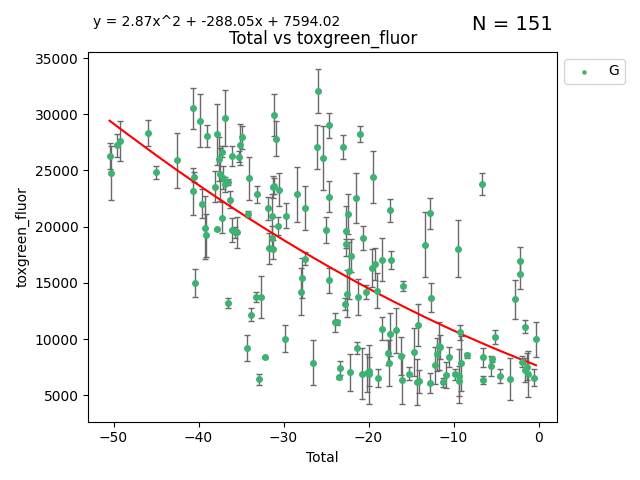 y = 2.87x^2 + -288.05x + 7594.02
N = 151
Total vs toxgreen_fluor
35000
30000
25000
20000
15000
10000
5000
toxgreen_fluor
−50
−40
−30
−20
−10
0
Total
G